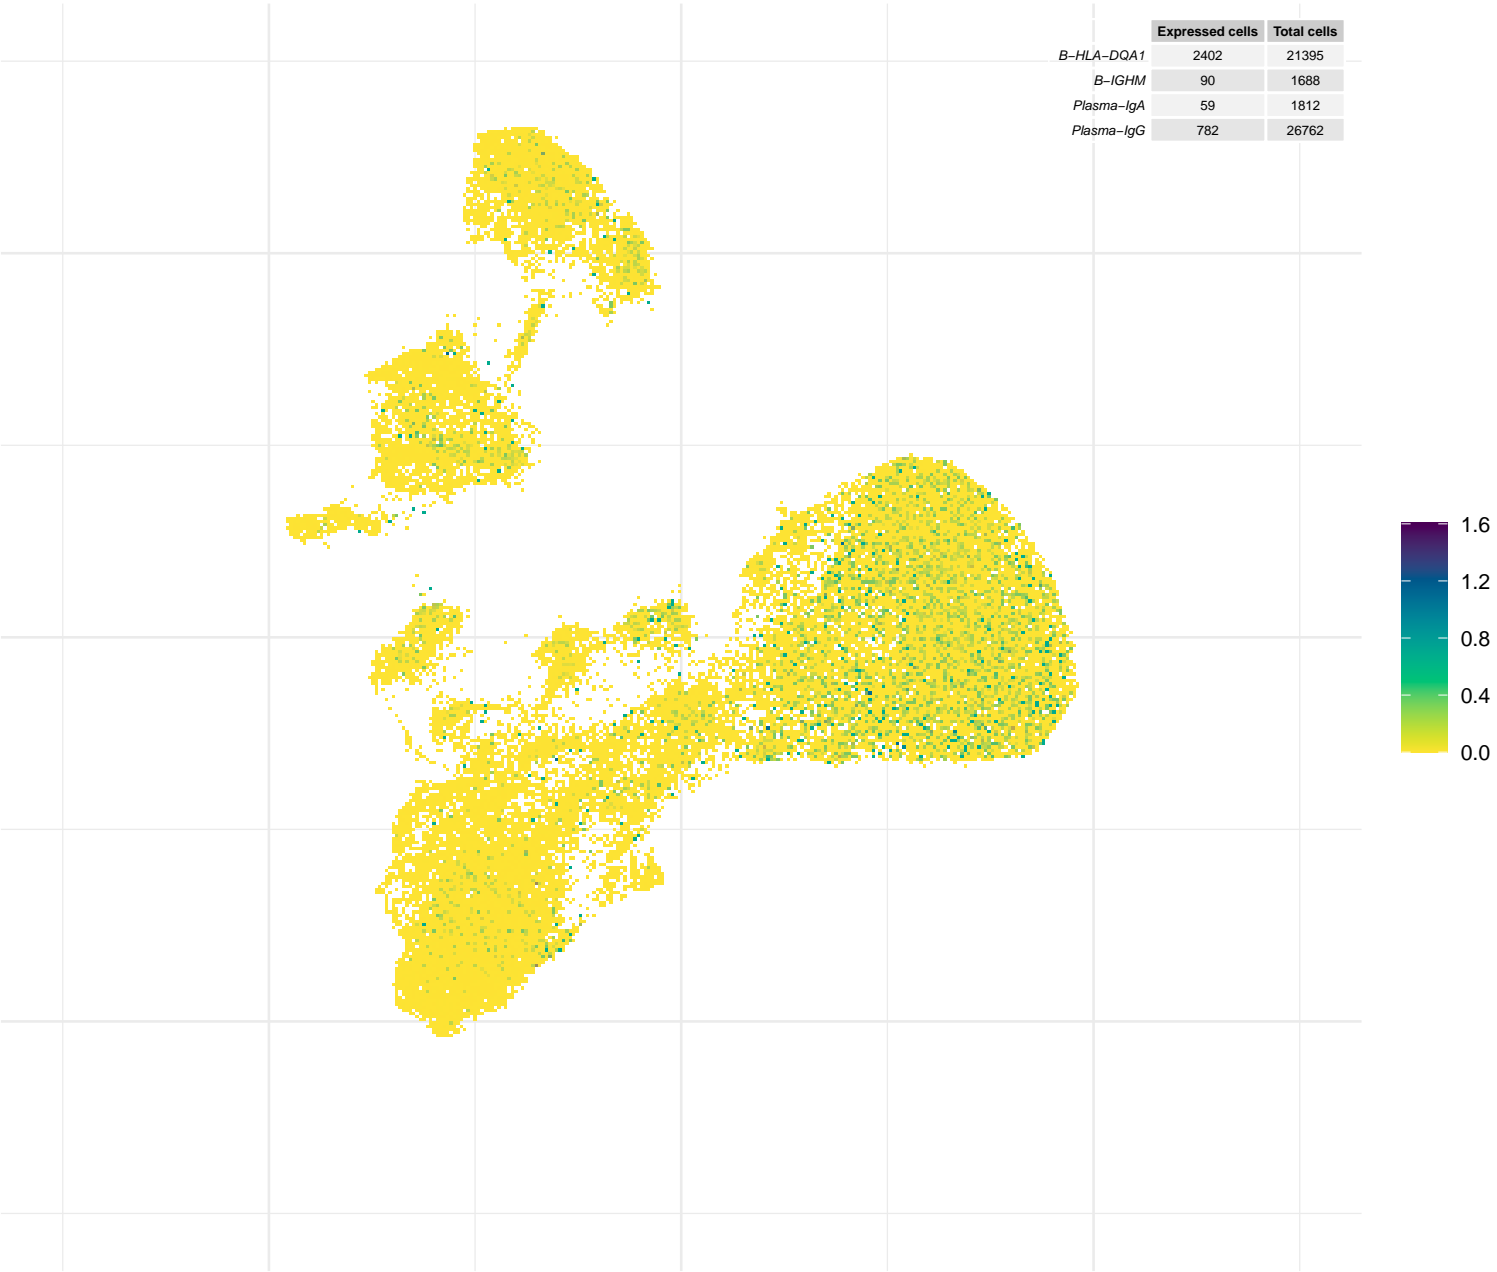 Expressed cells Total cells
B−HLA−DQA1 2402 21395
B−IGHM 90 1688
Plasma−IgA 59 1812
Plasma−IgG 782 26762
1.6
1.2
0.8
0.4
0.0